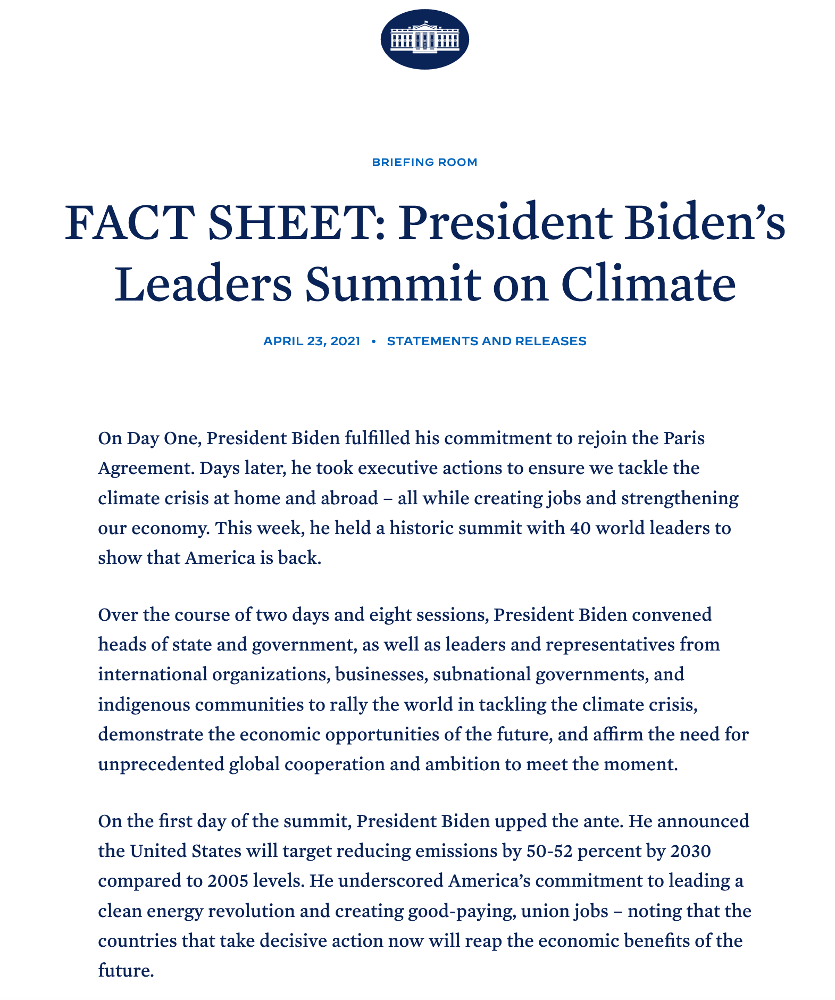 BRIEFING ROOM
FACT SHEET: President Biden’s
Leaders Summit on Climate
APRIL 23, 2021 • STATEMENTS AND RELEASES
On Day One, President Biden fulfilled his commitment to rejoin the Paris
Agreement. Days later, he took executive actions to ensure we tackle the
climate crisis at home and abroad – all while creating jobs and strengthening
our economy. This week, he held a historic summit with 40 world leaders to
show that America is back.
Over the course of two days and eight sessions, President Biden convened
heads of state and government, as well as leaders and representatives from
international organizations, businesses, subnational governments, and
indigenous communities to rally the world in tackling the climate crisis,
demonstrate the economic opportunities of the future, and affirm the need for
unprecedented global cooperation and ambition to meet the moment.
On the first day of the summit, President Biden upped the ante. He announced
the United States will target reducing emissions by 50-52 percent by 2030
compared to 2005 levels. He underscored America’s commitment to leading a
clean energy revolution and creating good-paying, union jobs – noting that the
countries that take decisive action now will reap the economic benefits of the
future.